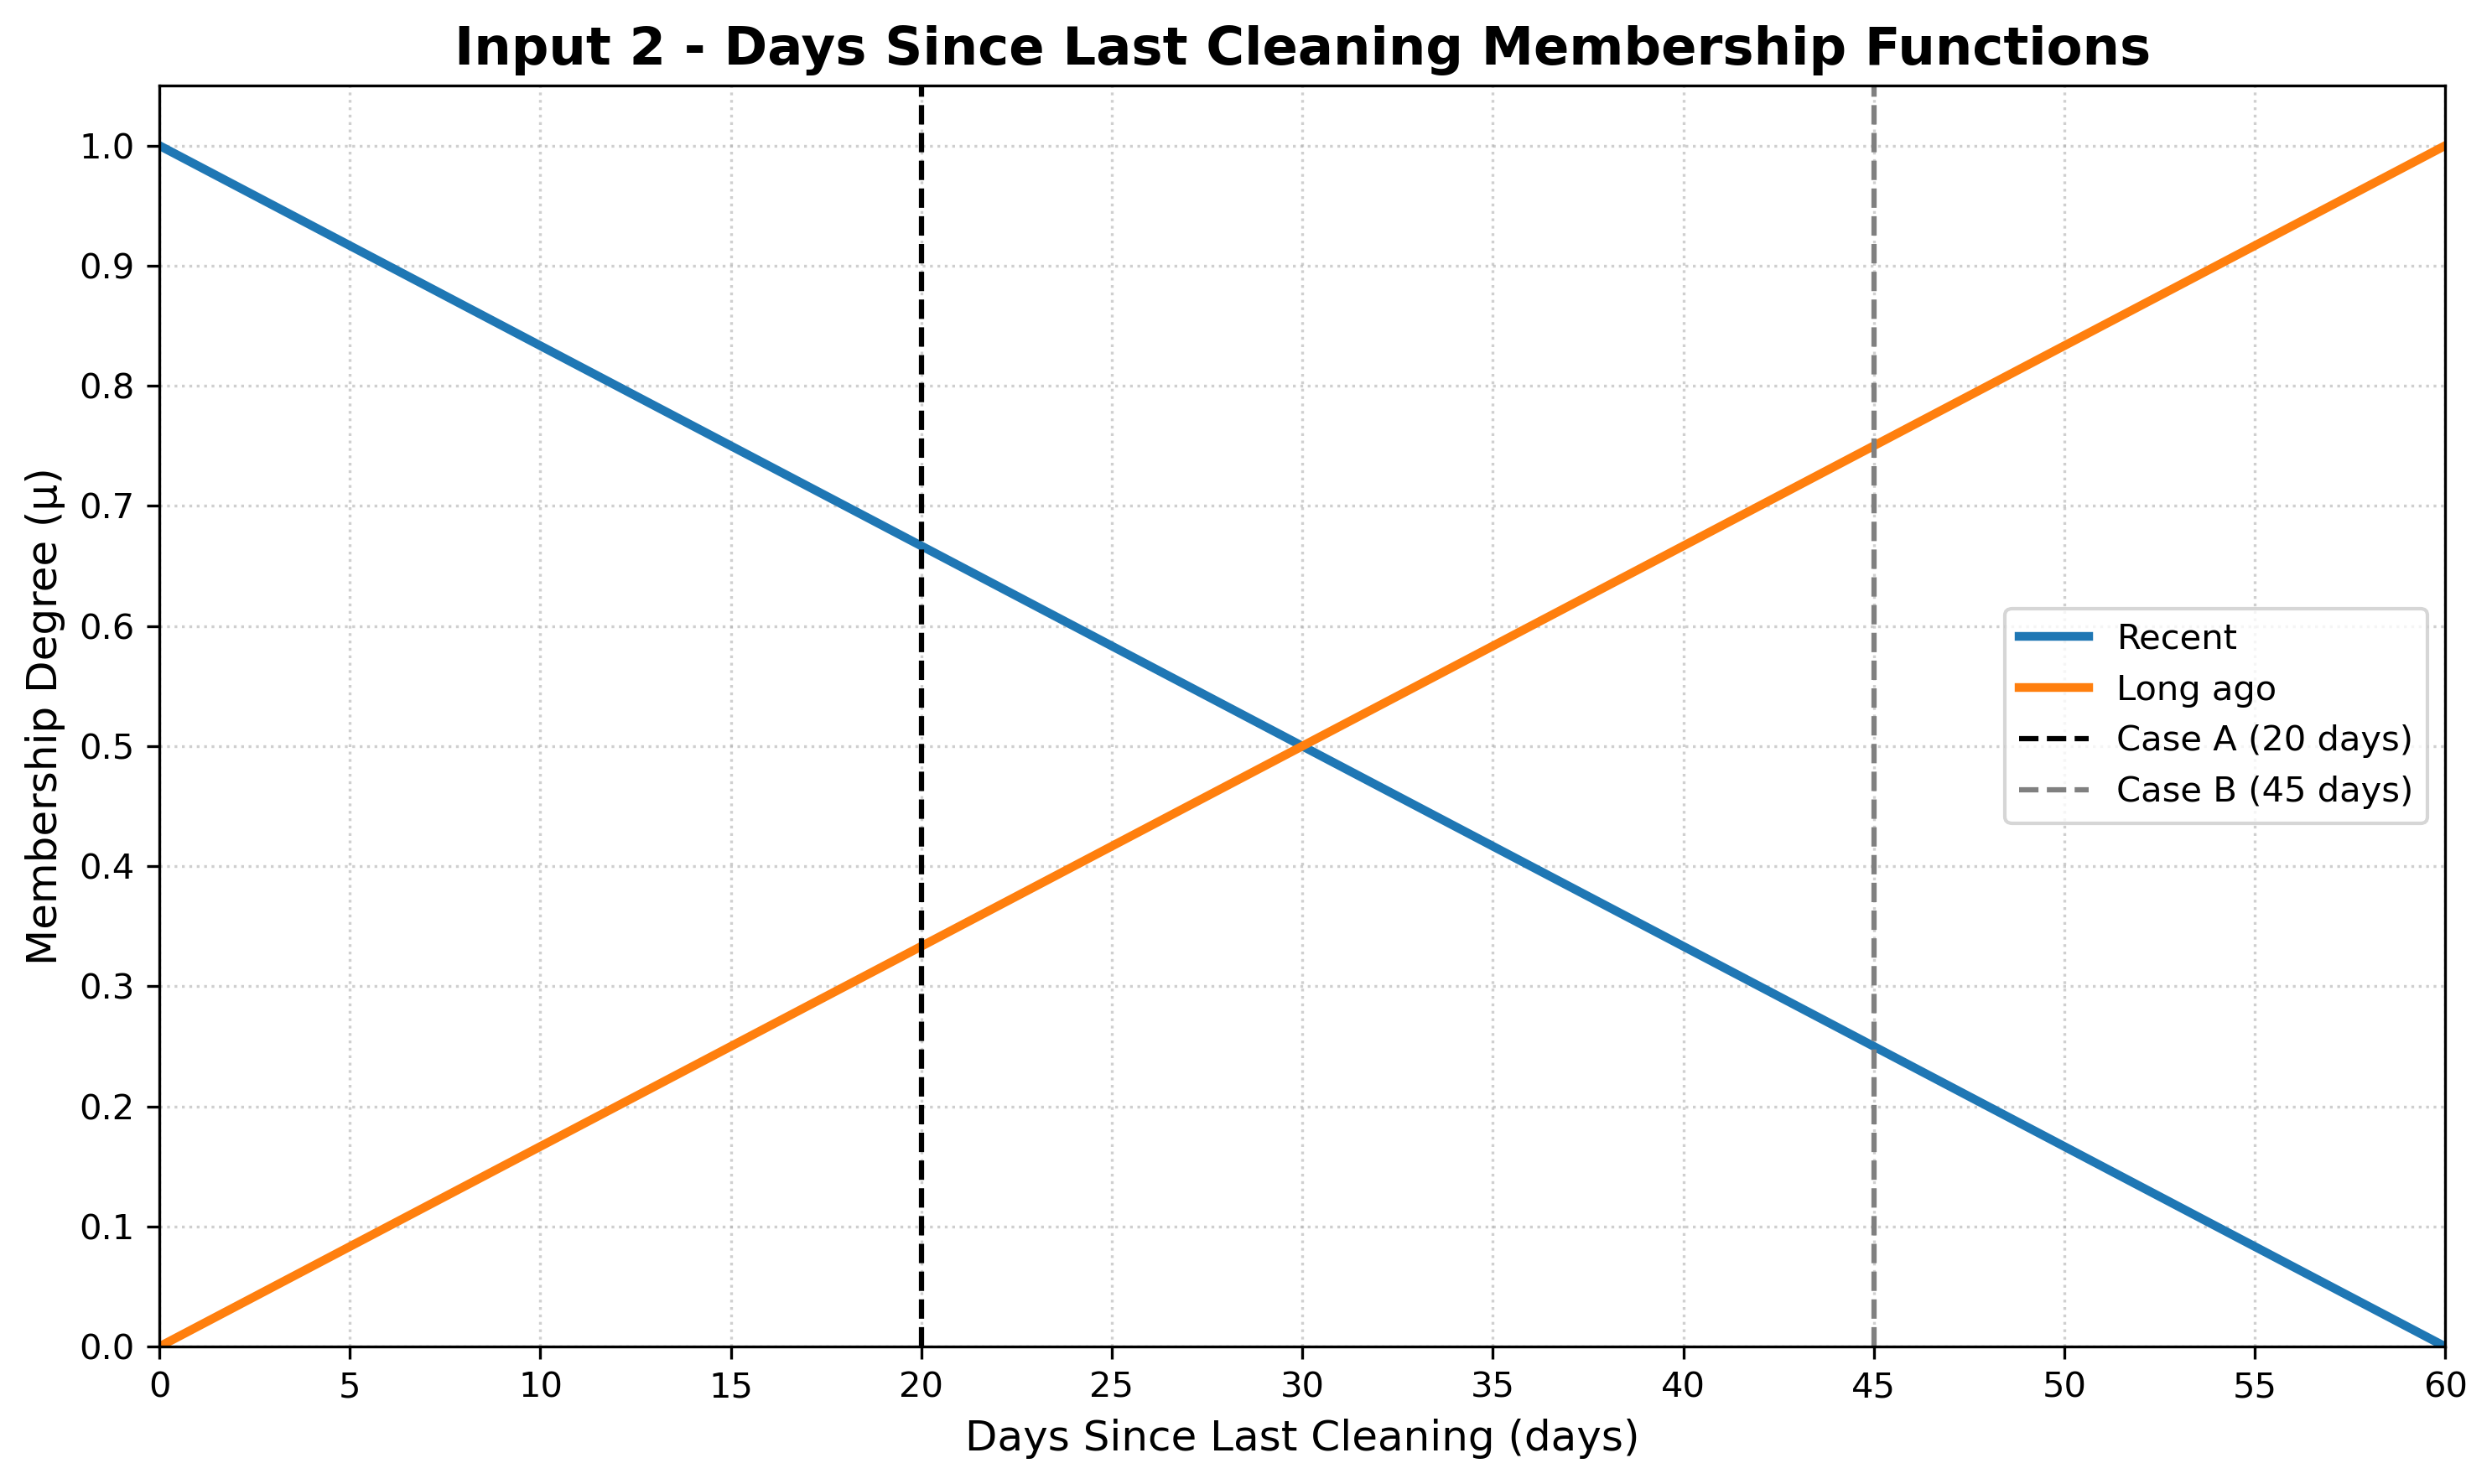 Input 2 - Days Since Last Cleaning Membership Functions
Membership Degree (μ)
1.0
0.9
0.8
0.7
0.6
0.5
0.4
0.3
0.2
0.1
0.0
Recent
Long ago
Case A (20 days)
Case B (45 days)
0 5 10 15 20 25 30 35 40 45 50 55 60
Days Since Last Cleaning (days)